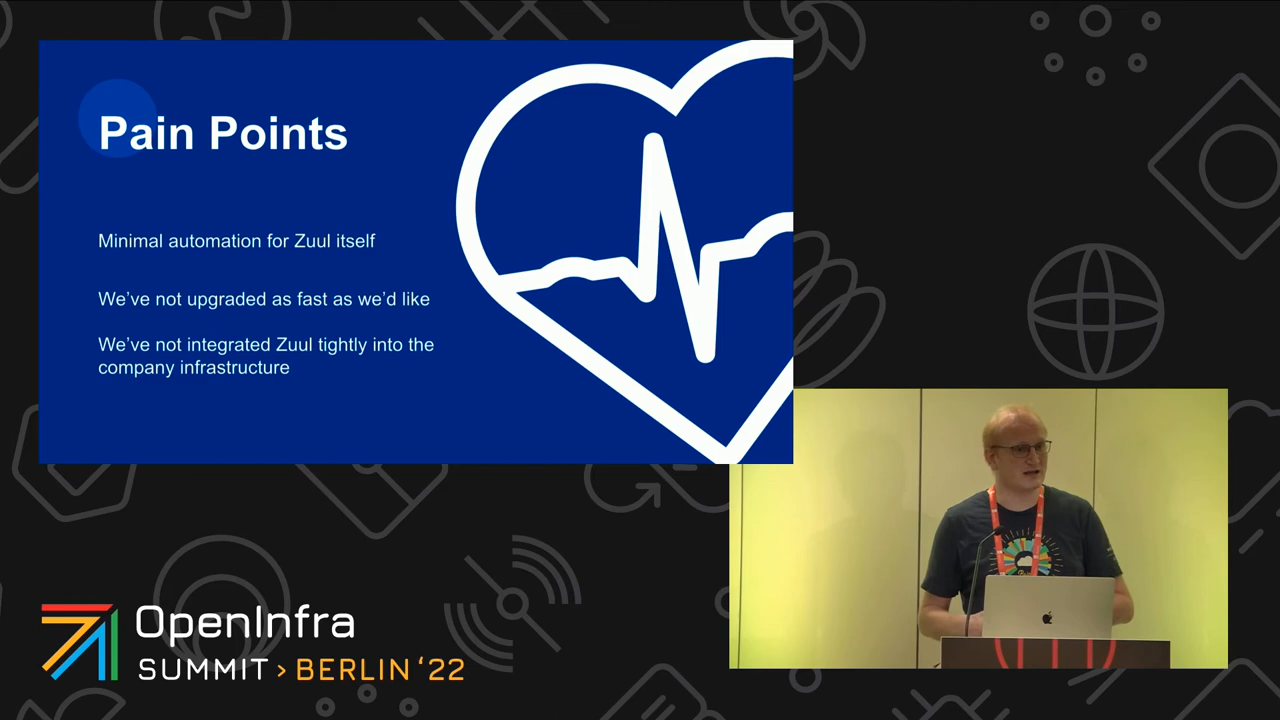 Pain Points
Minimal automation for Zuul itself
We've not upgraded as fast as we'd like
We've not integrated Zuul tightly into the
company infrastructure
OpenInfra
SUMMIT > BERLIN '22